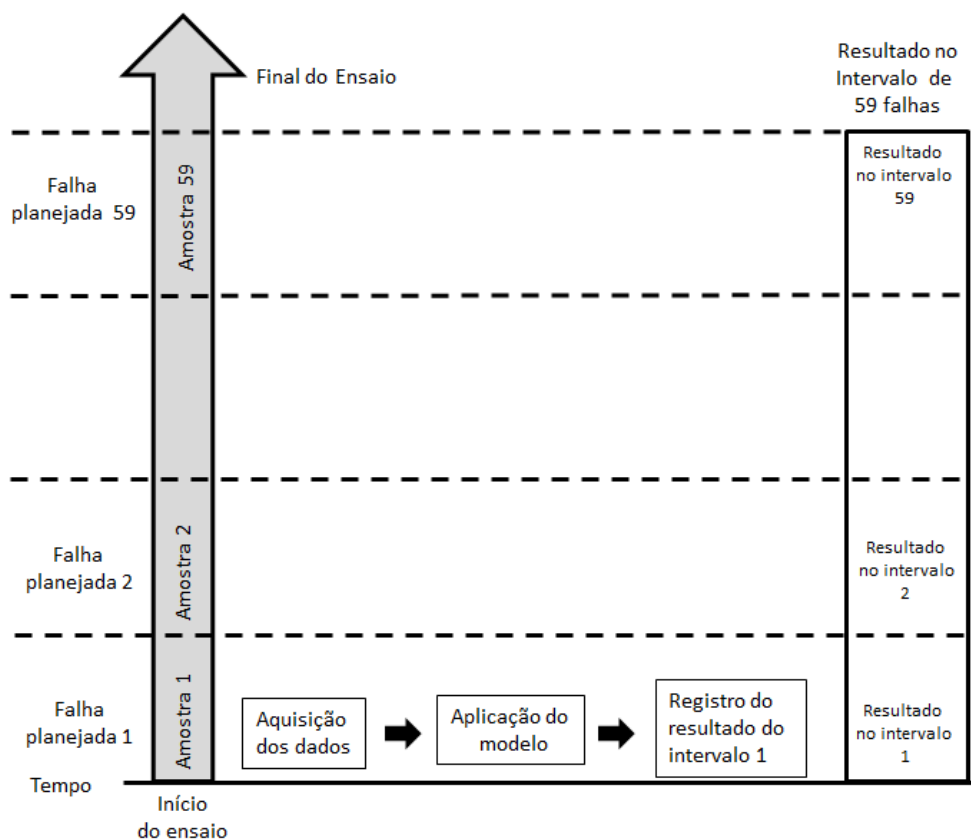 Final do Ensaio
Resultado no
Intervalo de
59 falhas
Falha
planejada 59
Amostra 59
Resultado
no intervalo
59
Falha
planejada 2
Amostra 2
Resultado
no intervalo
2
Falha
planejada 1
Amostra 1
Aquisição
dos dados
Aplicação do
modelo
Registro do
resultado do
intervalo 1
Resultado
no intervalo
1
Tempo
Início
do ensaio